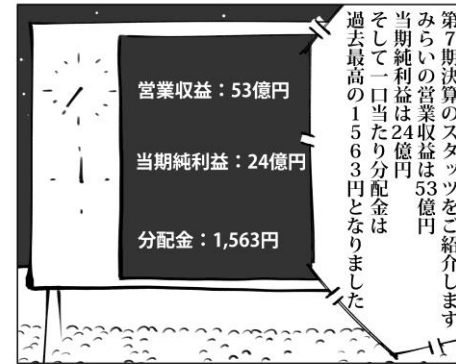 第7期決算のスタッツをご紹介します
みらいの営業収益は53億円
当期純利益は24億円
そして一口当たり分配金は
過去最高の1563円となりました
営業収益：53億円
当期純利益：24億円
分配金：1,563円